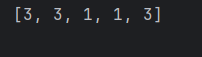 [3, 3, 1, 1, 3]